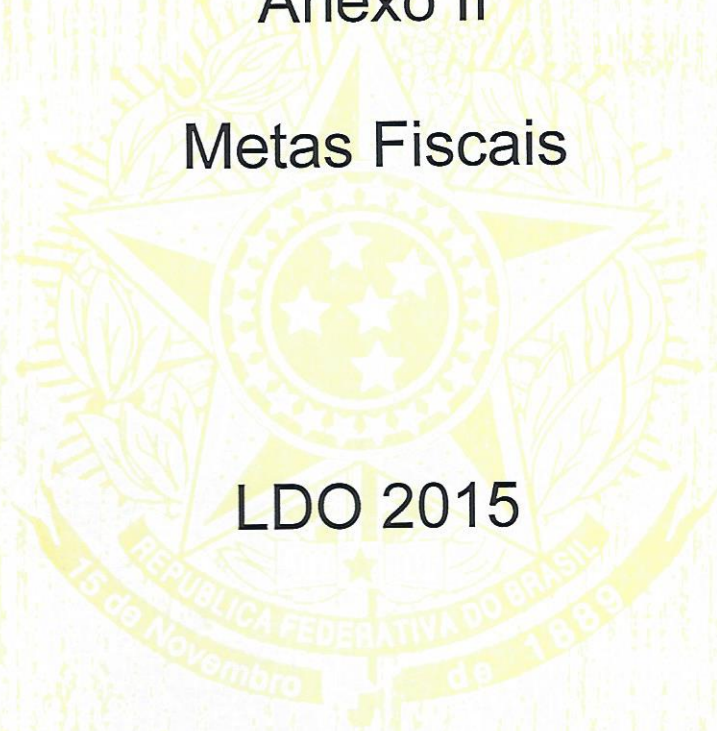 Anexo II
Metas Fiscais
LDO 2015
REPÚBLICA FEDERATIVA DO BRASIL
15 de Novembro de 1889